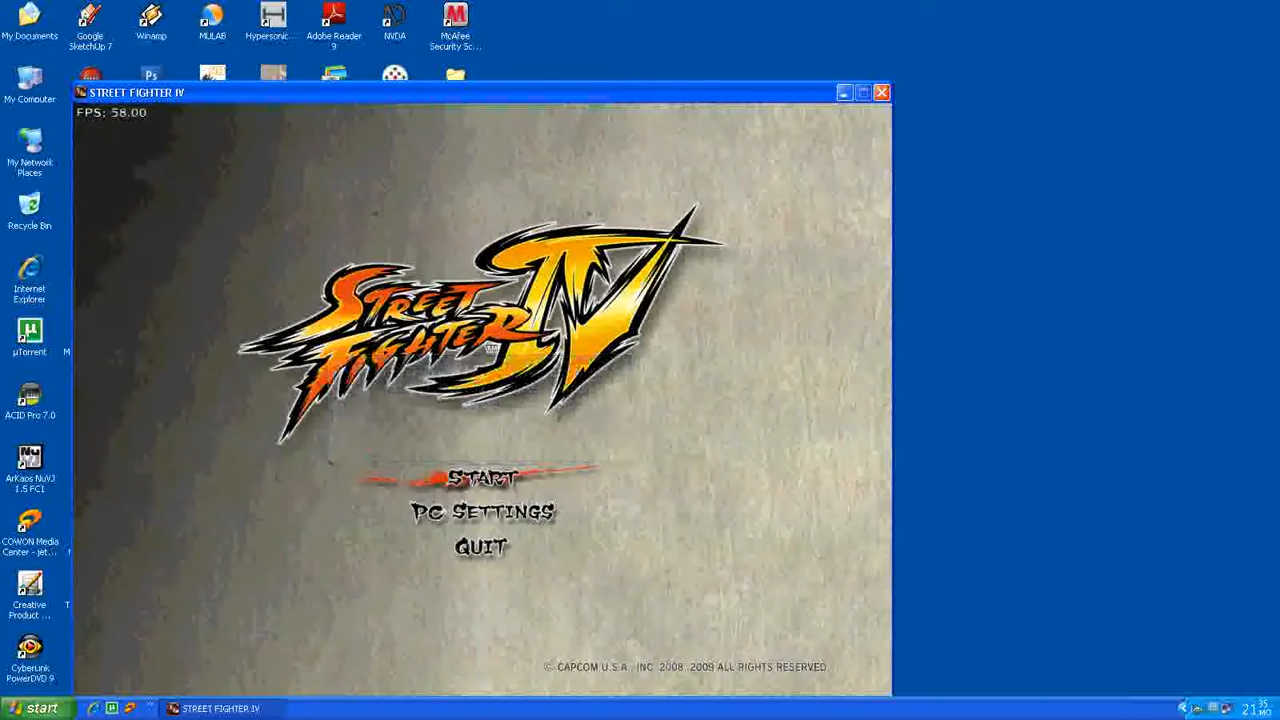 My Documents
Google
SketchUp 7
Winamp
MULAB
Hypersonic...
Adobe Reader
9
NVDA
McAfee
Security Sc...
Ps
My Computer
STREET FIGHTER IV
FPS: 58.00
My Network
Places
Recycle Bin
Internet
Explorer
µTorrent
M
ACID Pro 7.0
ArKaos NuVJ
1.5 FC1
COWON Media
Center - jet...
Creative
Product ...
T
CyberLink
PowerDVD 9
STREET
FIGHTER
IV
TM
START
PC SETTINGS
QUIT
© CAPCOM U.S.A., INC. 2008, 2009 ALL RIGHTS RESERVED.
start
STREET FIGHTER IV